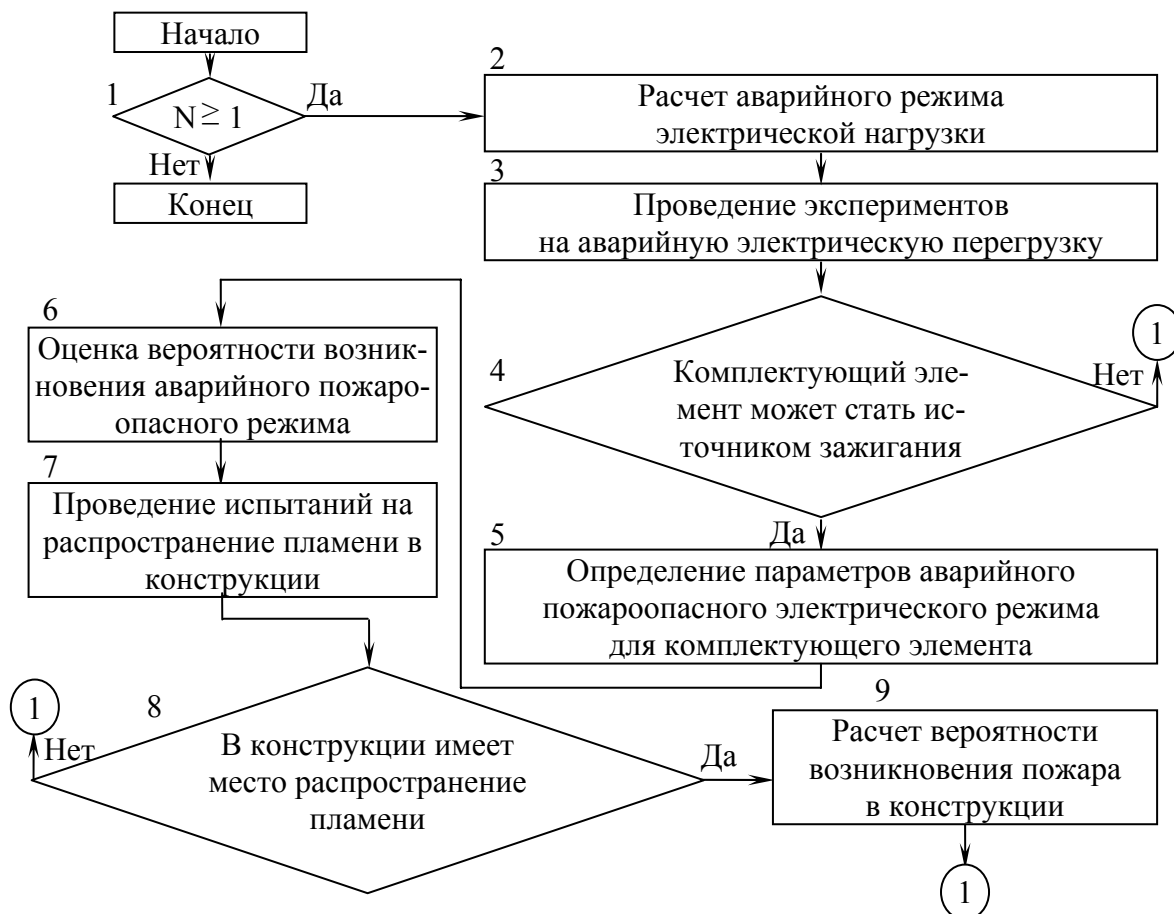 Начало
1
N ≥ 1
Да
Нет
Конец
2
Расчет аварийного режима
электрической нагрузки
3
Проведение экспериментов
на аварийную электрическую перегрузку
4
Комплектующий эле-
мент может стать ис-
точником зажигания
Нет
1
Да
5
Определение параметров аварийного
пожароопасного электрического режима
для комплектующего элемента
6
Оценка вероятности возник-
новения аварийного пожаро-
опасного режима
7
Проведение испытаний на
распространение пламени в
конструкции
8
В конструкции имеет
место распространение
пламени
Нет
1
Да
9
Расчет вероятности
возникновения пожара
в конструкции
1